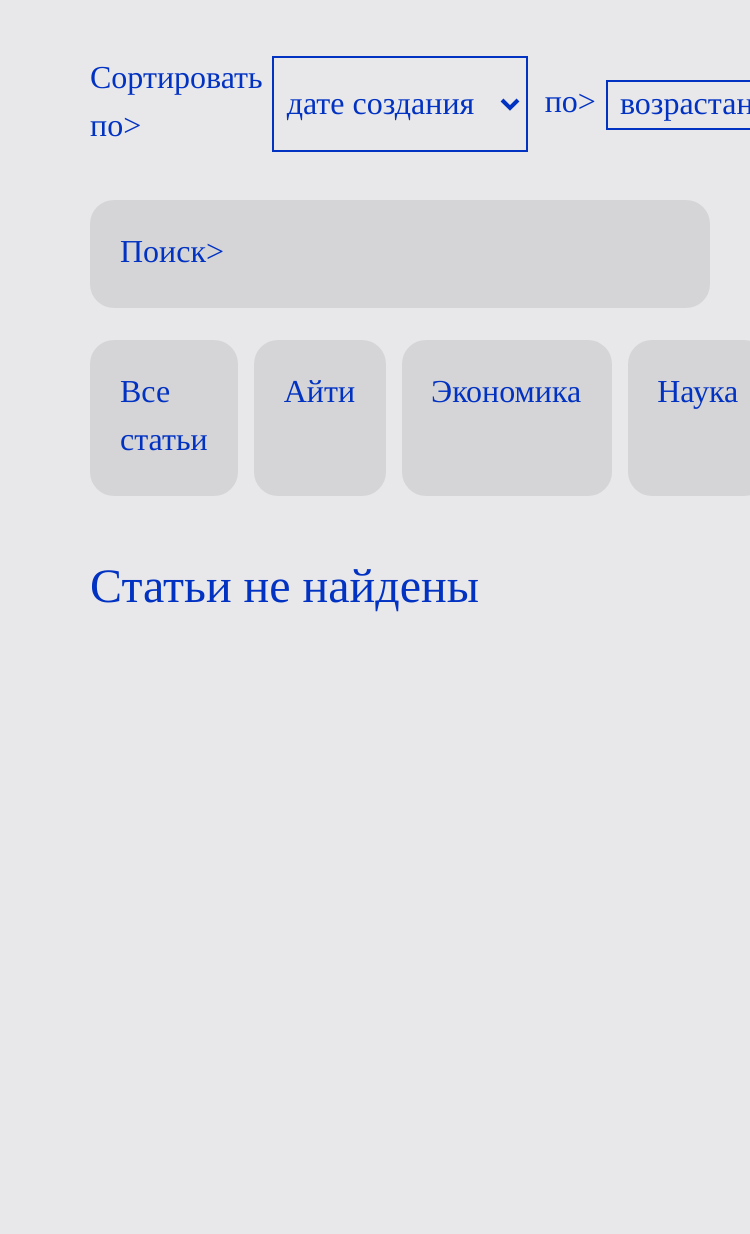 Сортировать
по>
дате создания
по>
возрастан
Поиск>
Все
статьи
Айти
Экономика
Наука
Статьи не найдены